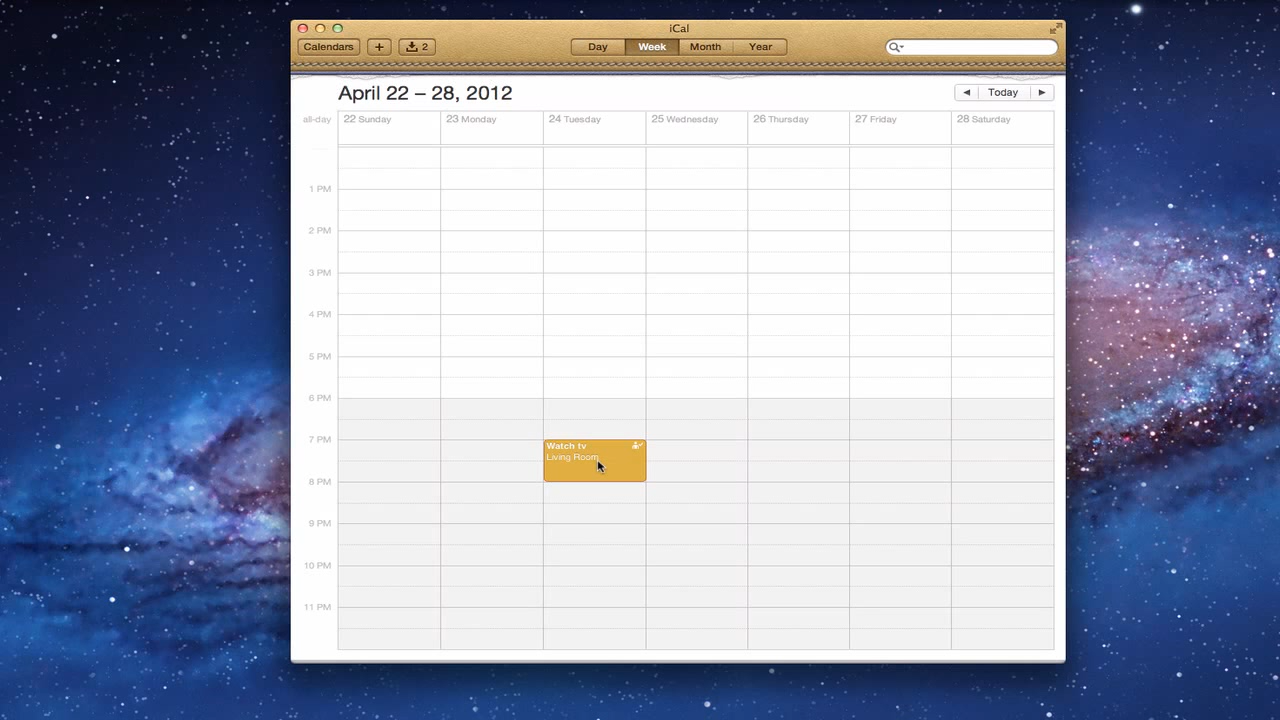 iCal
Calendars + 2 Day Week Month Year
April 22 – 28, 2012 Today
all-day 22 Sunday 23 Monday 24 Tuesday 25 Wednesday 26 Thursday 27 Friday 28 Saturday
1 PM
2 PM
3 PM
4 PM
5 PM
6 PM
7 PM
Watch tv
Living Room
8 PM
9 PM
10 PM
11 PM